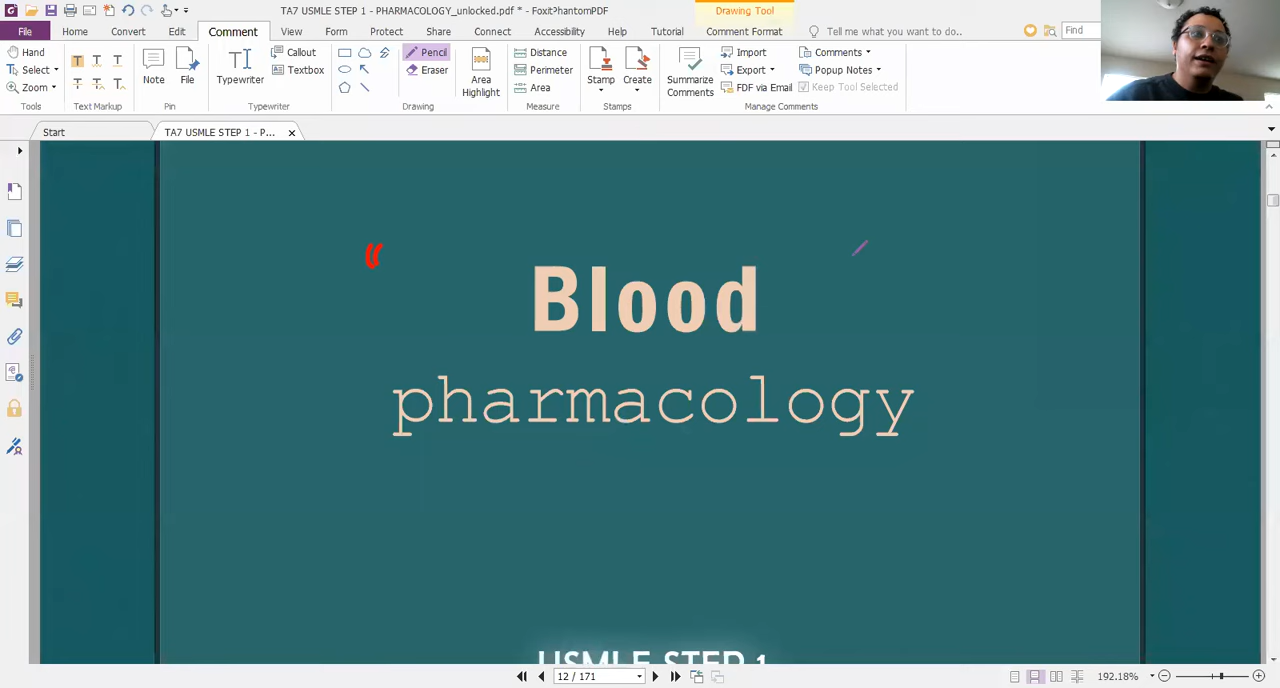 TA7 USMLE STEP 1 - PHARMACOLOGY_unlocked.pdf * - Foxit PhantomPDF
Drawing Tool
File Home Convert Edit Comment View Form Protect Share Connect Accessibility Help Tutorial Comment Format Tell me what you want to do.. Find
Hand
Select
Zoom
Tools
Text Markup
Note
File
Pin
Typewriter
Callout
Textbox
Typewriter
Pencil
Eraser
Drawing
Area
Highlight
Distance
Perimeter
Area
Measure
Stamp
Create
Stamps
Summarize
Comments
Import
Export
FDF via Email
Comments
Popup Notes
Keep Tool Selected
Manage Comments
Start
TA7 USMLE STEP 1 - P...
Blood
pharmacology
USMLE STEP 1
12 / 171
192.18%